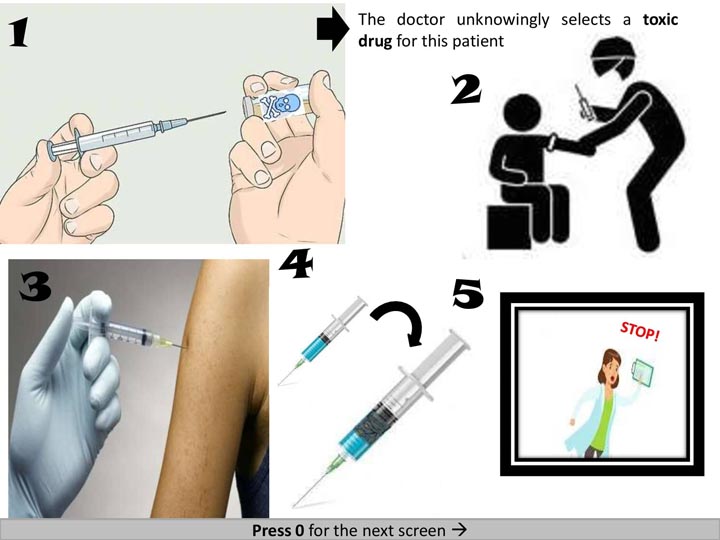 1
The doctor unknowingly selects a toxic
drug for this patient
2
3
4
5
STOP!
Press 0 for the next screen →